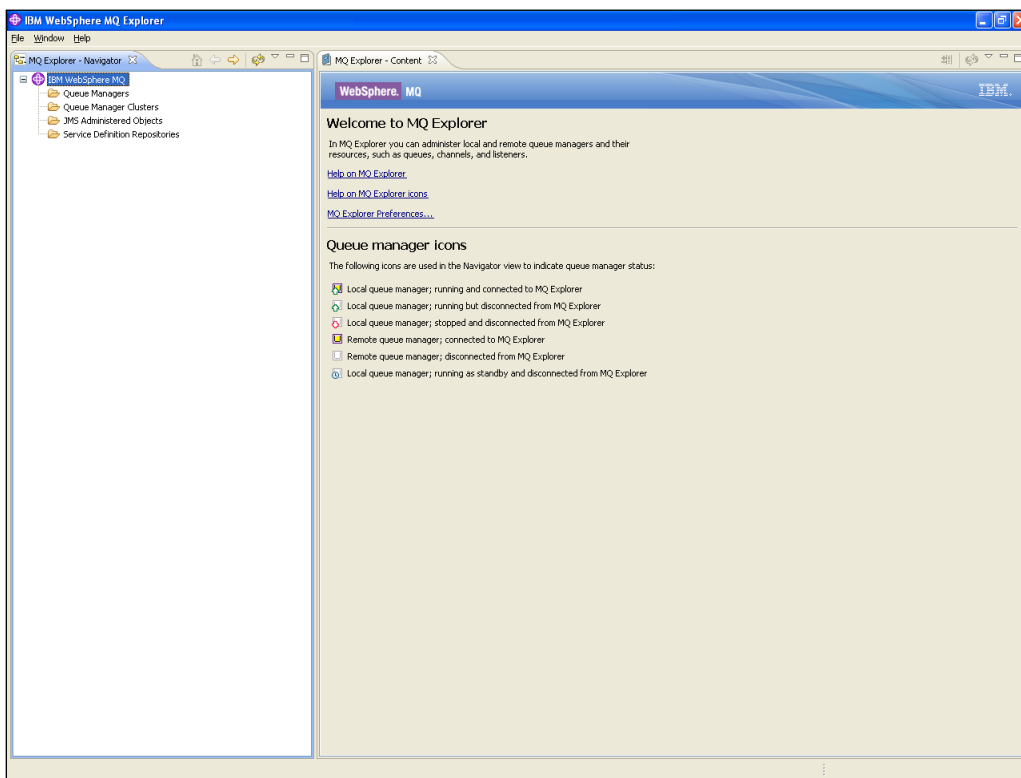 IBM WebSphere MQ Explorer
File Window Help
MQ Explorer - Navigator
IBM WebSphere MQ
Queue Managers
Queue Manager Clusters
JMS Administered Objects
Service Definition Repositories
MQ Explorer - Content
WebSphere. MQ
IBM.
Welcome to MQ Explorer
In MQ Explorer you can administer local and remote queue managers and their
resources, such as queues, channels, and listeners.
Help on MQ Explorer
Help on MQ Explorer icons
MQ Explorer Preferences...
Queue manager icons
The following icons are used in the Navigator view to indicate queue manager status:
Local queue manager; running and connected to MQ Explorer
Local queue manager; running but disconnected from MQ Explorer
Local queue manager; stopped and disconnected from MQ Explorer
Remote queue manager; connected to MQ Explorer
Remote queue manager; disconnected from MQ Explorer
Local queue manager; running as standby and disconnected from MQ Explorer